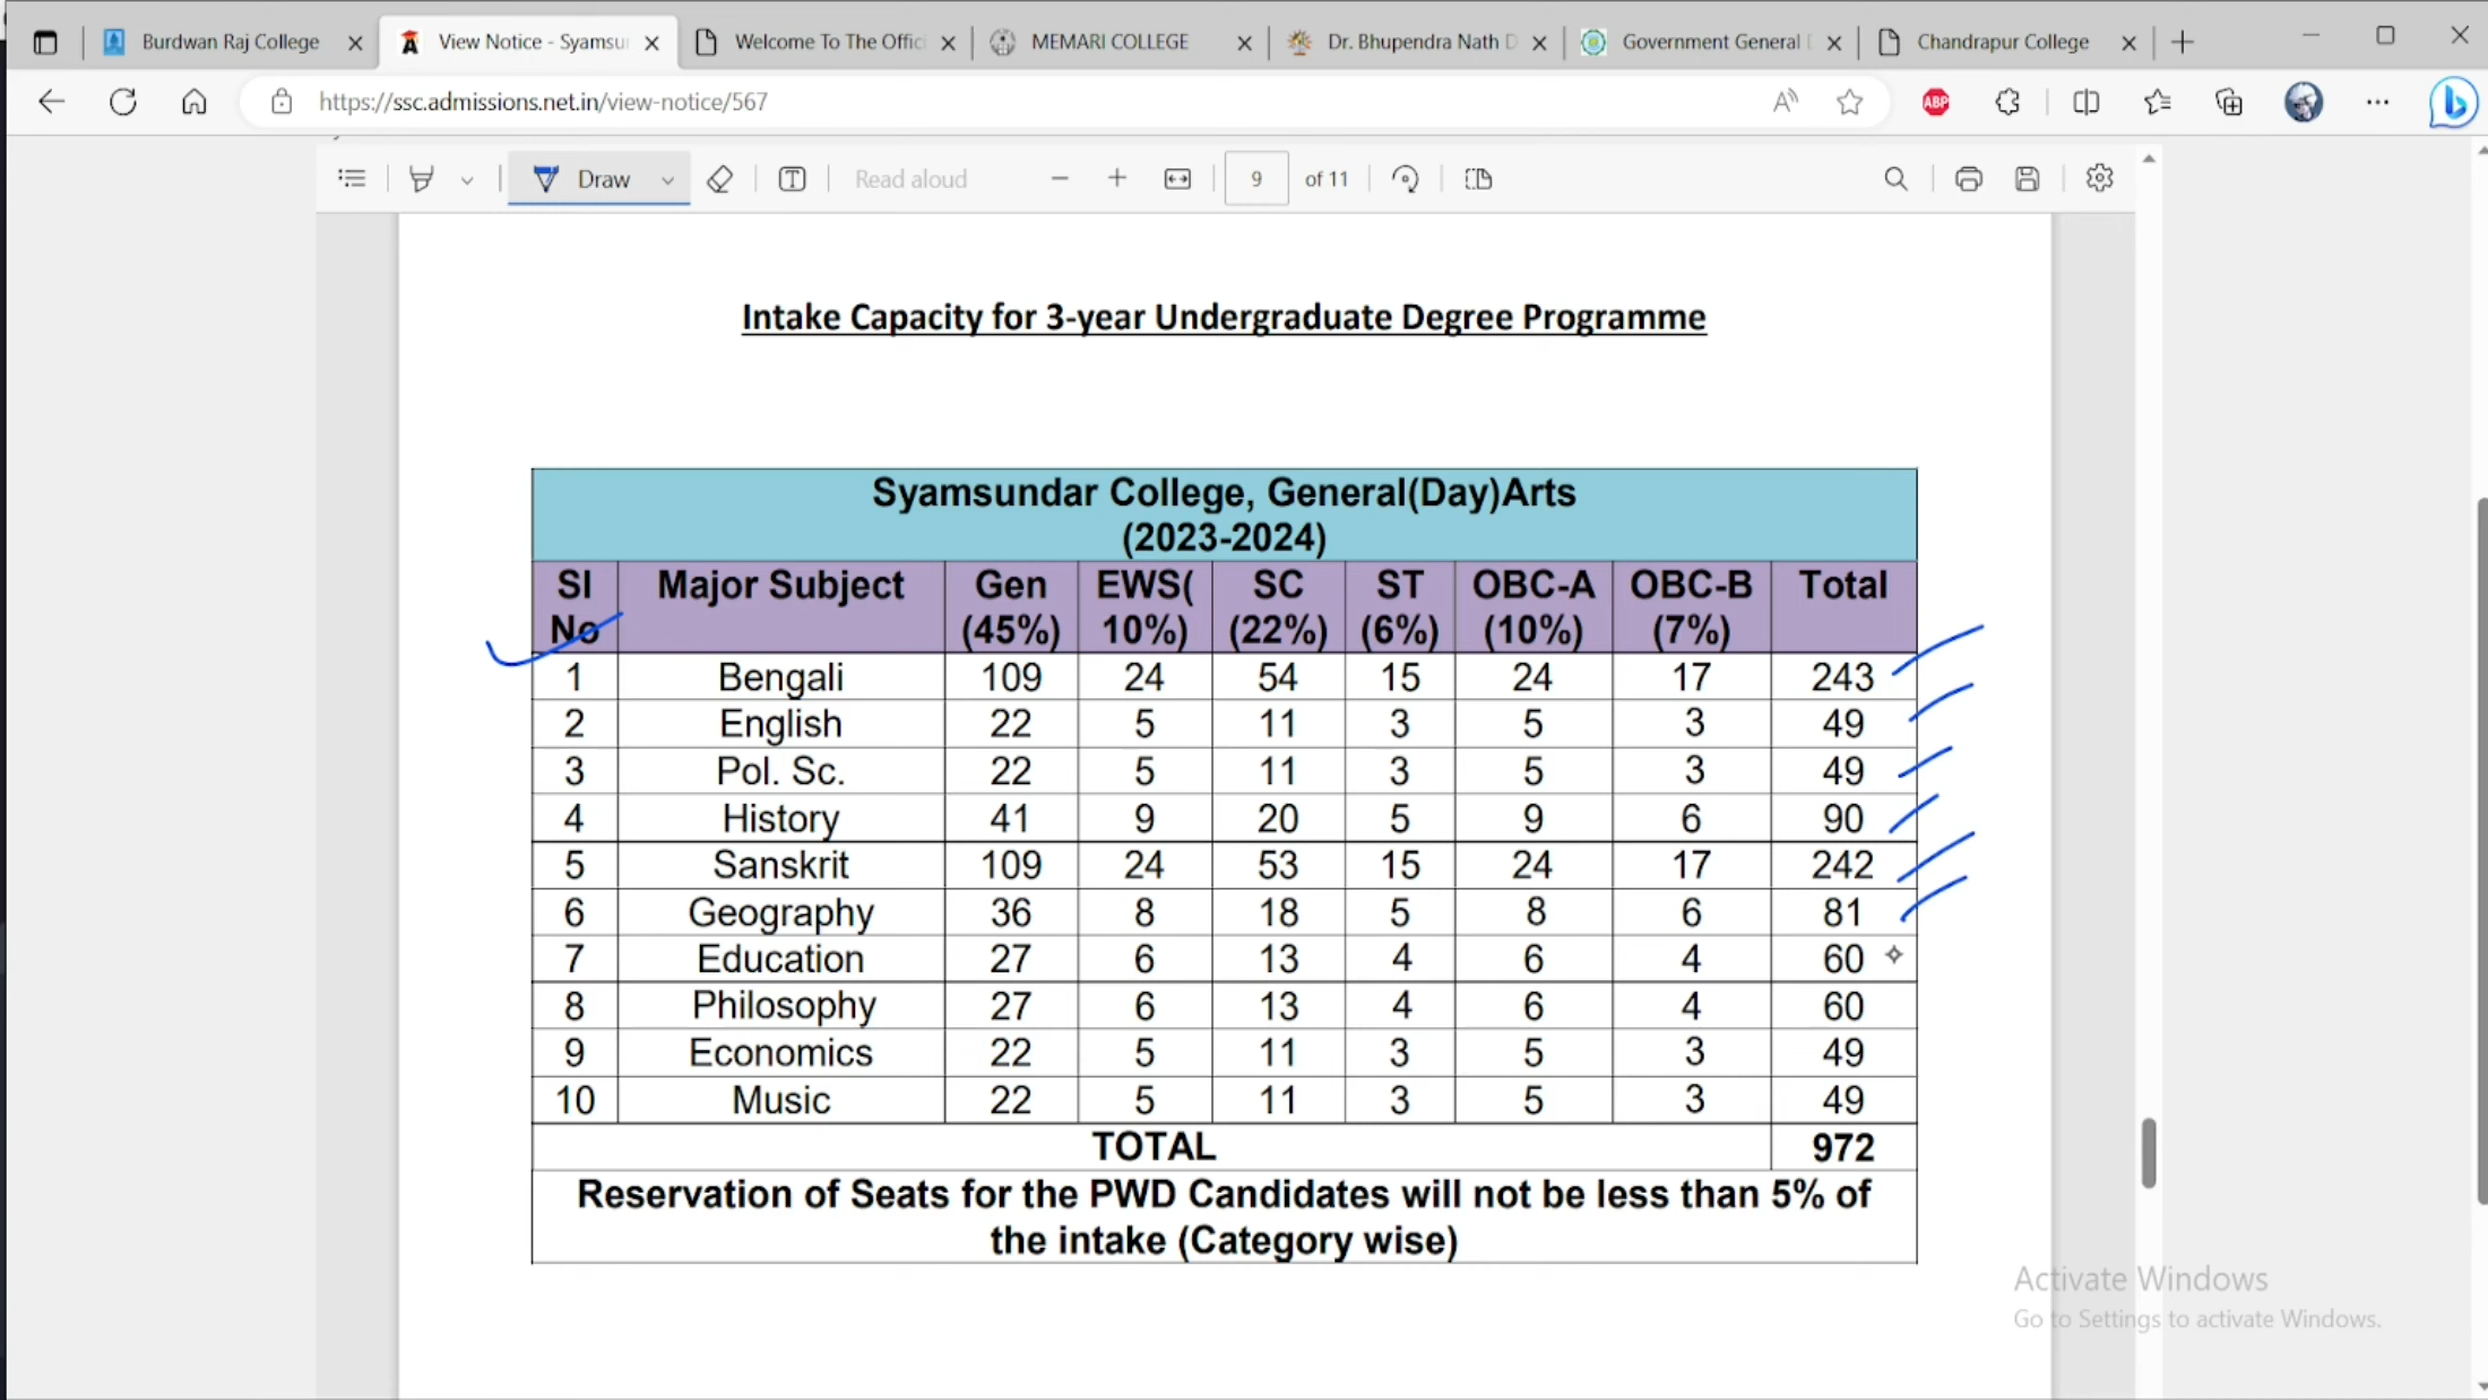 Burdwan Raj College
View Notice - Syamsu
Welcome To The Offic
MEMARI COLLEGE
Dr. Bhupendra Nath D
Government General D
Chandrapur College
https://ssc.admissions.net.in/view-notice/567
ABP
Draw
Read aloud
9 of 11
Intake Capacity for 3-year Undergraduate Degree Programme
Syamsundar College, General(Day)Arts
(2023-2024)
Sl No Major Subject Gen (45%) EWS( 10%) SC (22%) ST (6%) OBC-A (10%) OBC-B (7%) Total
1 Bengali 109 24 54 15 24 17 243
2 English 22 5 11 3 5 3 49
3 Pol. Sc. 22 5 11 3 5 3 49
4 History 41 9 20 5 9 6 90
5 Sanskrit 109 24 53 15 24 17 242
6 Geography 36 8 18 5 8 6 81
7 Education 27 6 13 4 6 4 60
8 Philosophy 27 6 13 4 6 4 60
9 Economics 22 5 11 3 5 3 49
10 Music 22 5 11 3 5 3 49
TOTAL 972
Reservation of Seats for the PWD Candidates will not be less than 5% of
the intake (Category wise)
Activate Windows
Go to Settings to activate Windows.